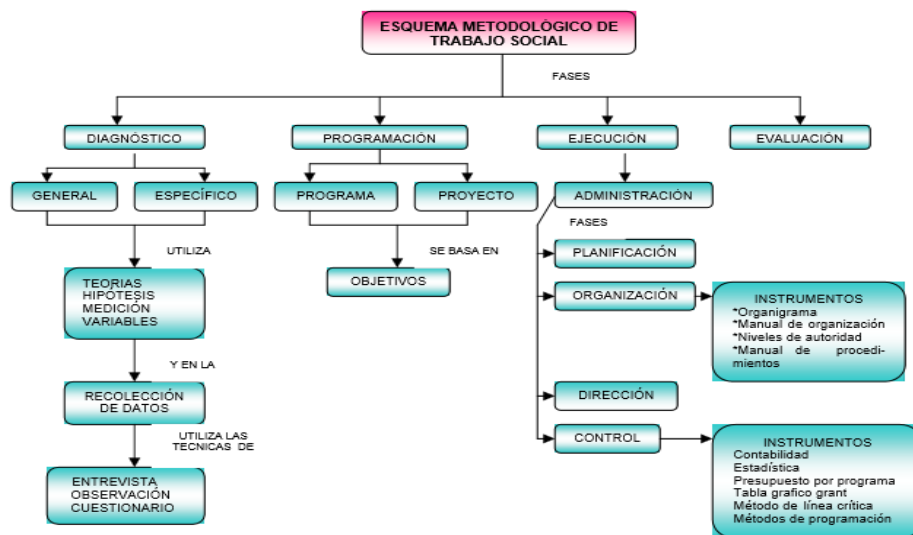 ESQUEMA METODOLÓGICO DE
TRABAJO SOCIAL
FASES
DIAGNÓSTICO
PROGRAMACIÓN
EJECUCIÓN
EVALUACIÓN
GENERAL
ESPECÍFICO
PROGRAMA
PROYECTO
ADMINISTRACIÓN
FASES
UTILIZA
SE BASA EN
PLANIFICACIÓN
TEORIAS
HIPÓTESIS
MEDICIÓN
VARIABLES
OBJETIVOS
ORGANIZACIÓN
INSTRUMENTOS
*Organigrama
*Manual de organización
*Niveles de autoridad
*Manual de procedi-
mientos
Y EN LA
RECOLECCIÓN
DE DATOS
DIRECCIÓN
UTILIZA LAS
TECNICAS DE
CONTROL
INSTRUMENTOS
Contabilidad
Estadística
Presupuesto por programa
Tabla grafico grant
Método de línea crítica
Métodos de programación
ENTREVISTA
OBSERVACIÓN
CUESTIONARIO